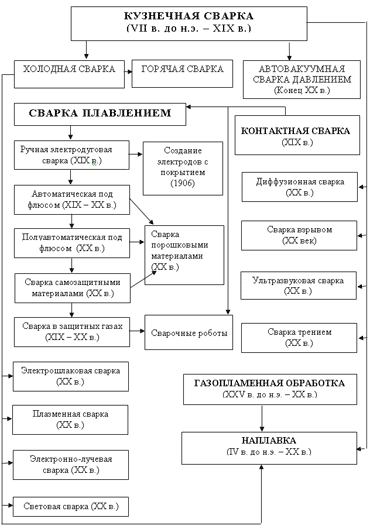 КУЗНЕЧНАЯ СВАРКА
(VII в. до н.э. – XIX в.)
ХОЛОДНАЯ СВАРКА
ГОРЯЧАЯ СВАРКА
АВТОВАКУУМНАЯ
СВАРКА ДАВЛЕНИЕМ
(Конец XX в.)
СВАРКА ПЛАВЛЕНИЕМ
КОНТАКТНАЯ СВАРКА
(XIX в.)
Ручная электродуговая
сварка (XIX в.)
Создание
электродов с
покрытием
(1906)
Диффузионная сварка
(XX в.)
Автоматическая под
флюсом (XIX – XX в.)
Полуавтоматическая под
флюсом (XX в.)
Сварка
порошковыми
материалами
(XX в.)
Сварка взрывом
(XX век)
Сварка самозащитными
материалами (XX в.)
Ультразвуковая сварка
(XX в.)
Сварка в защитных газах
(XIX – XX в.)
Сварочные роботы
Сварка трением
(XX в.)
Электрошлаковая сварка
(XX в.)
ГАЗОПЛАМЕННАЯ ОБРАБОТКА
(XXV в. до н.э. – XX в.)
Плазменная сварка
(XX в.)
НАПЛАВКА
(IV в. до н.э. – XX в.)
Электронно-лучевая
сварка (XX в.)
Световая сварка (XX в.)